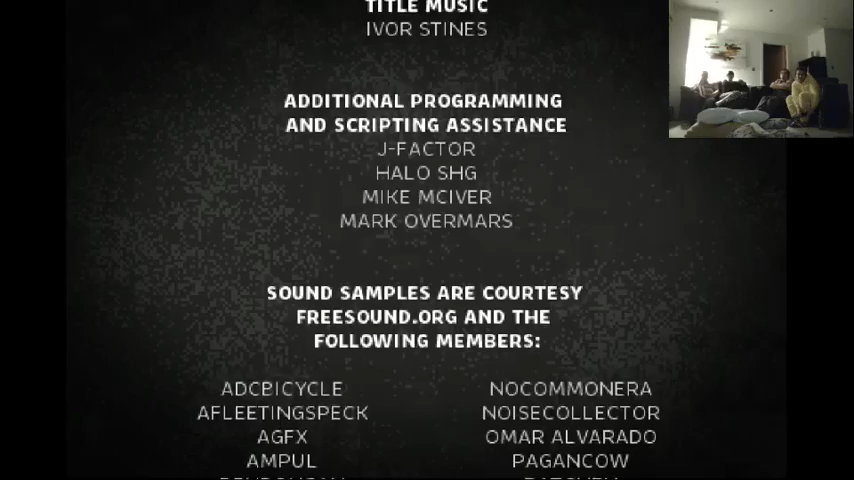 TITLE MUSIC
IVOR STINES
ADDITIONAL PROGRAMMING
AND SCRIPTING ASSISTANCE
J-FACTOR
HALO SHG
MIKE MCIVER
MARK OVERMARS
SOUND SAMPLES ARE COURTESY
FREESOUND.ORG AND THE
FOLLOWING MEMBERS:
ADCBICYCLE NOCOMMONERA
AFLEETINGSPECK NOISECOLLECTOR
AGFX OMAR ALVARADO
AMPUL PAGANCOW